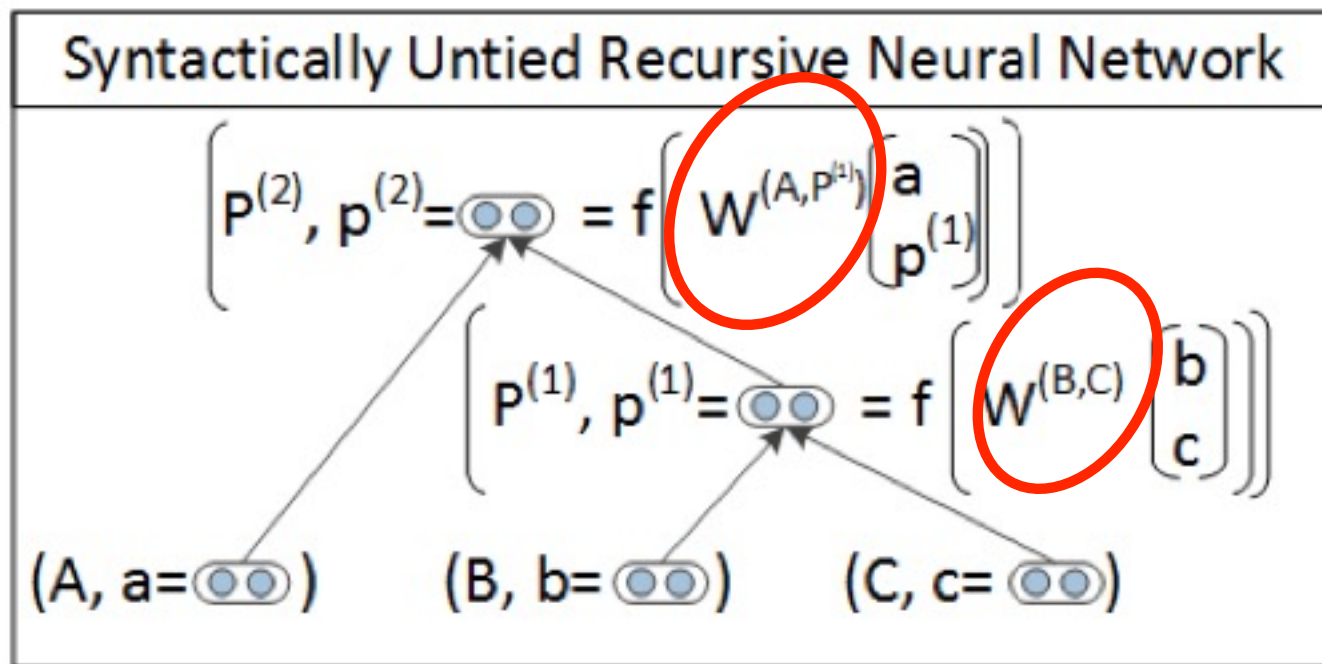 Syntactically Untied Recursive Neural Network
(P^(2), p^(2)= = f(W^(A,P^(1)) (a p^(1))))
(P^(1), p^(1)= = f(W^(B,C) (b c)))
(A, a= ) (B, b= ) (C, c= )